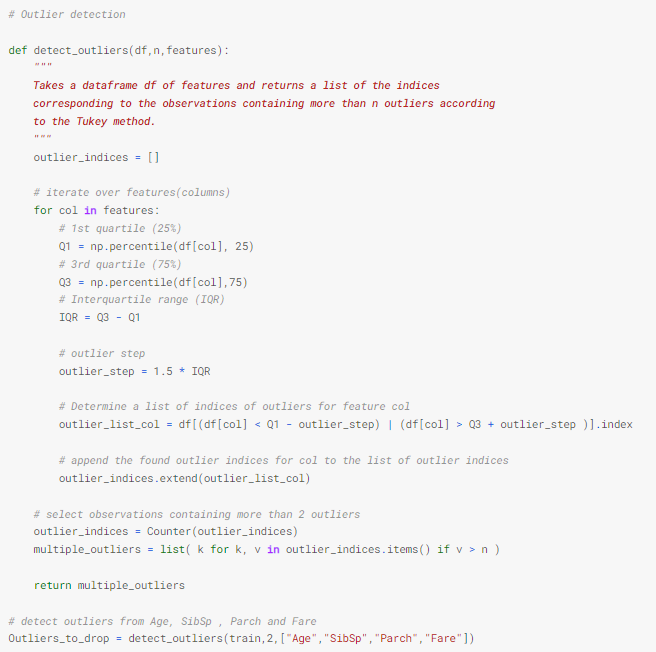 # Outlier detection

def detect_outliers(df,n,features):
    """
    Takes a dataframe df of features and returns a list of the indices
    corresponding to the observations containing more than n outliers according
    to the Tukey method.
    """
    outlier_indices = []

    # iterate over features(columns)
    for col in features:
        # 1st quartile (25%)
        Q1 = np.percentile(df[col], 25)
        # 3rd quartile (75%)
        Q3 = np.percentile(df[col],75)
        # Interquartile range (IQR)
        IQR = Q3 - Q1

        # outlier step
        outlier_step = 1.5 * IQR

        # Determine a list of indices of outliers for feature col
        outlier_list_col = df[(df[col] < Q1 - outlier_step) | (df[col] > Q3 + outlier_step )].index

        # append the found outlier indices for col to the list of outlier indices
        outlier_indices.extend(outlier_list_col)

    # select observations containing more than 2 outliers
    outlier_indices = Counter(outlier_indices)
    multiple_outliers = list( k for k, v in outlier_indices.items() if v > n )

    return multiple_outliers

# detect outliers from Age, SibSp , Parch and Fare
Outliers_to_drop = detect_outliers(train,2,["Age","SibSp","Parch","Fare"])